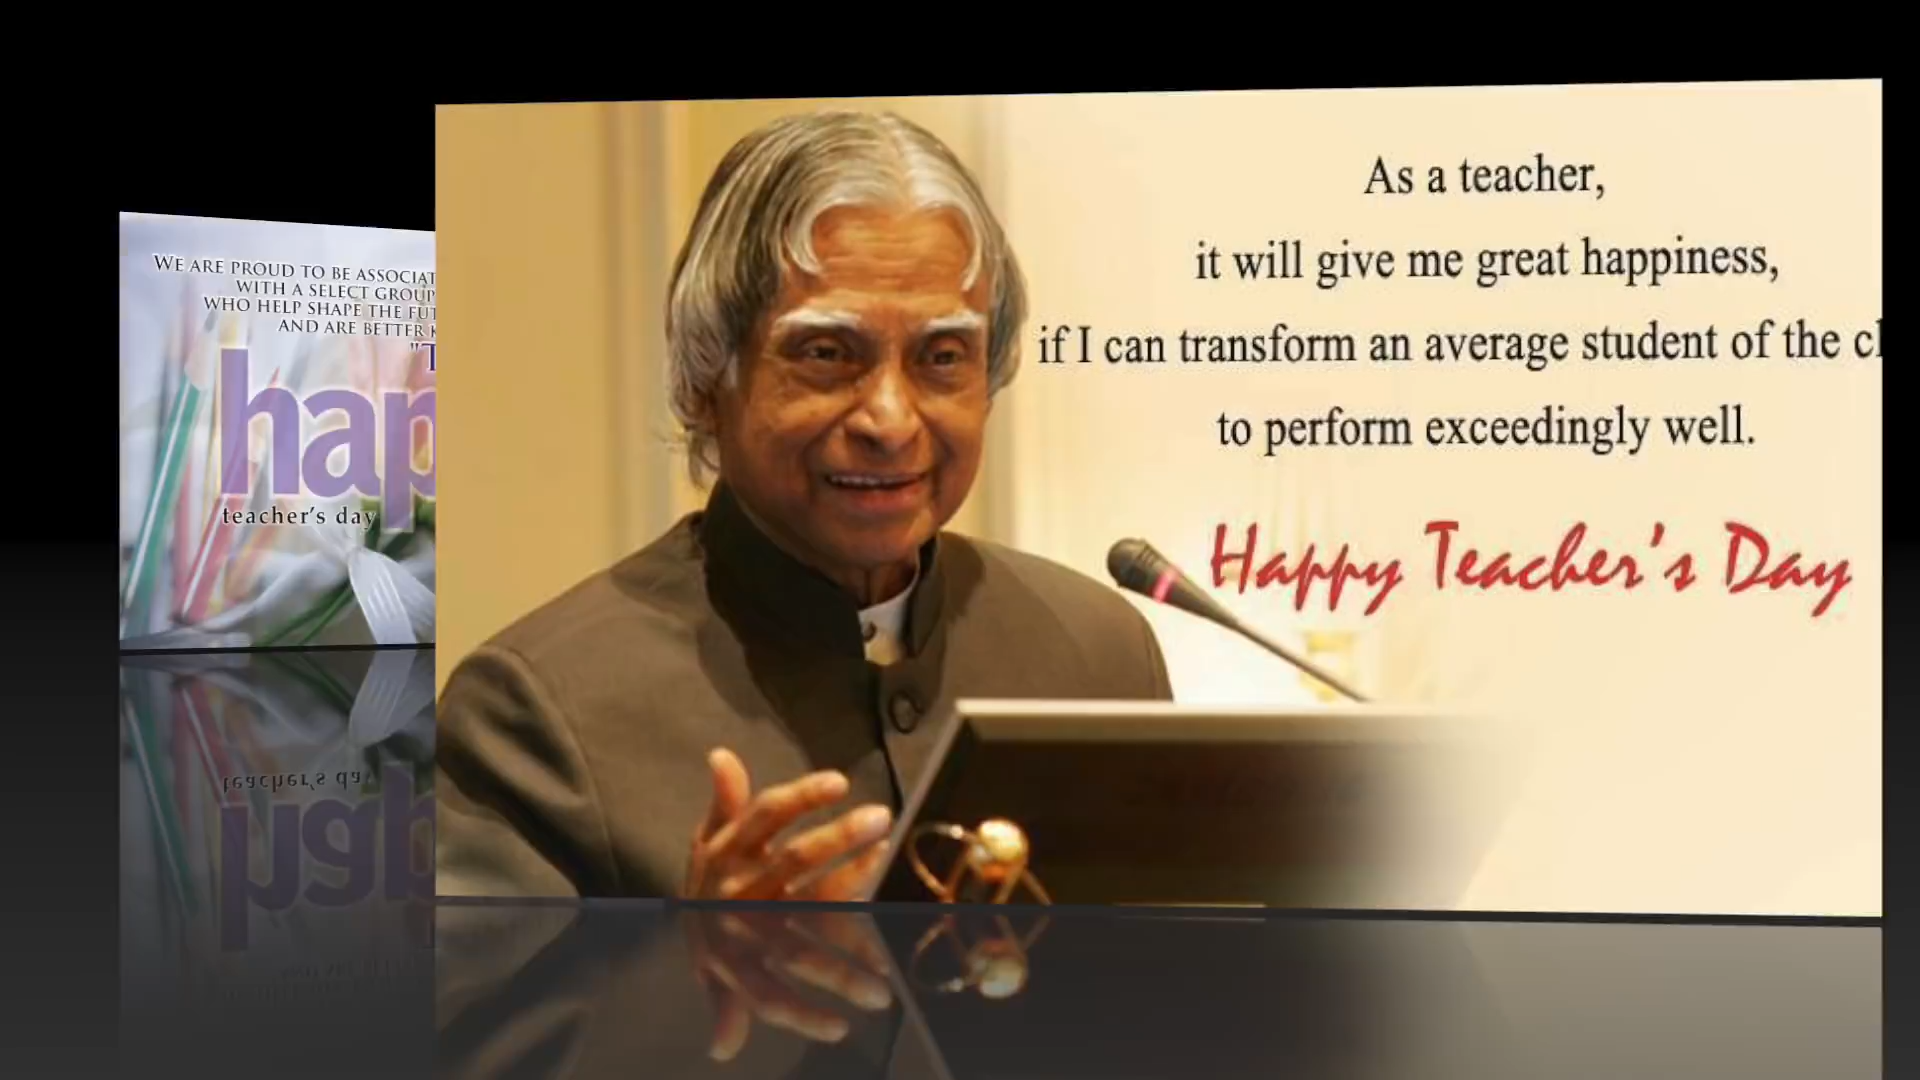 WE ARE PROUD TO BE ASSOCIAT
WITH A SELECT GROUP
WHO HELP SHAPE THE FUT
AND ARE BETTER K
"T
hap
teacher's day
As a teacher,
it will give me great happiness,
if I can transform an average student of the cl
to perform exceedingly well.
Happy Teacher's Day